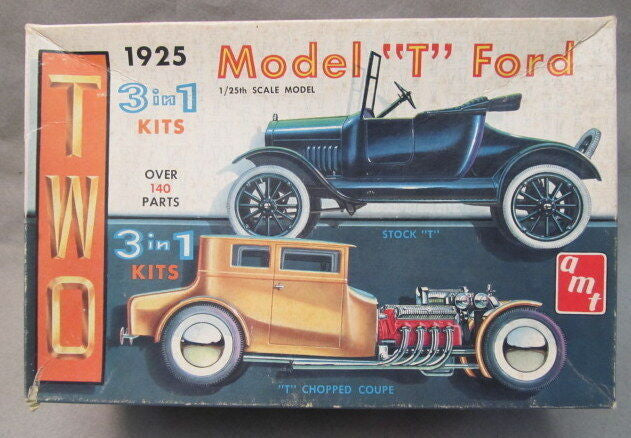 TWO
1925
Model "T" Ford
3 in 1
KITS
1/25th SCALE MODEL
OVER
140
PARTS
STOCK "T"
3 in 1
KITS
amt
"T" CHOPPED COUPE